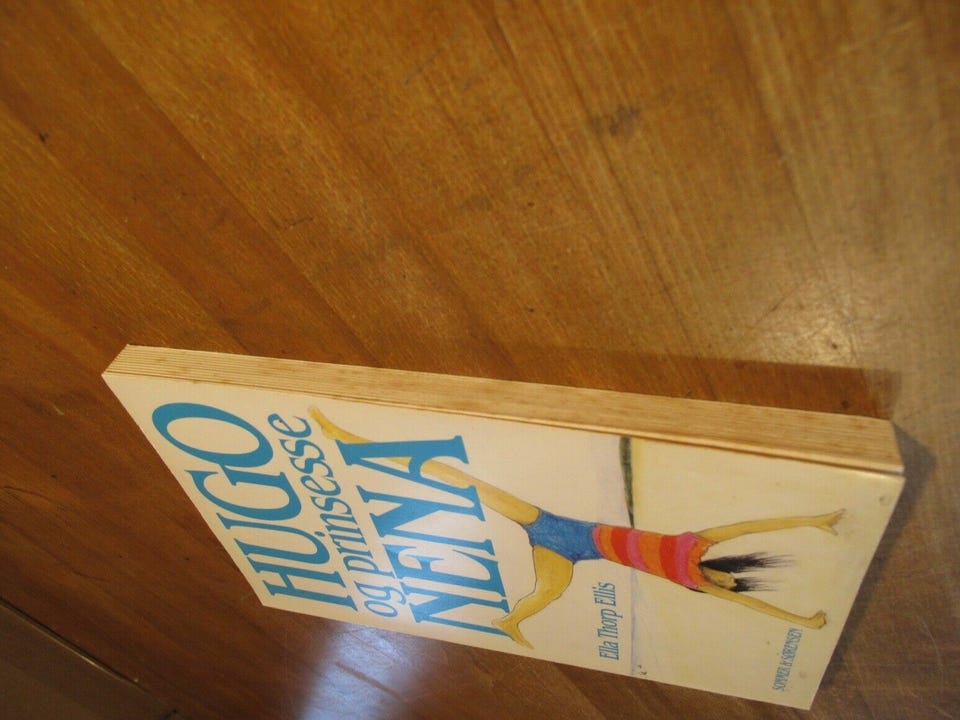 HUGO
og prinsesse
NENA
Ella Thorp Ellis
SOMMER & SØRENSEN